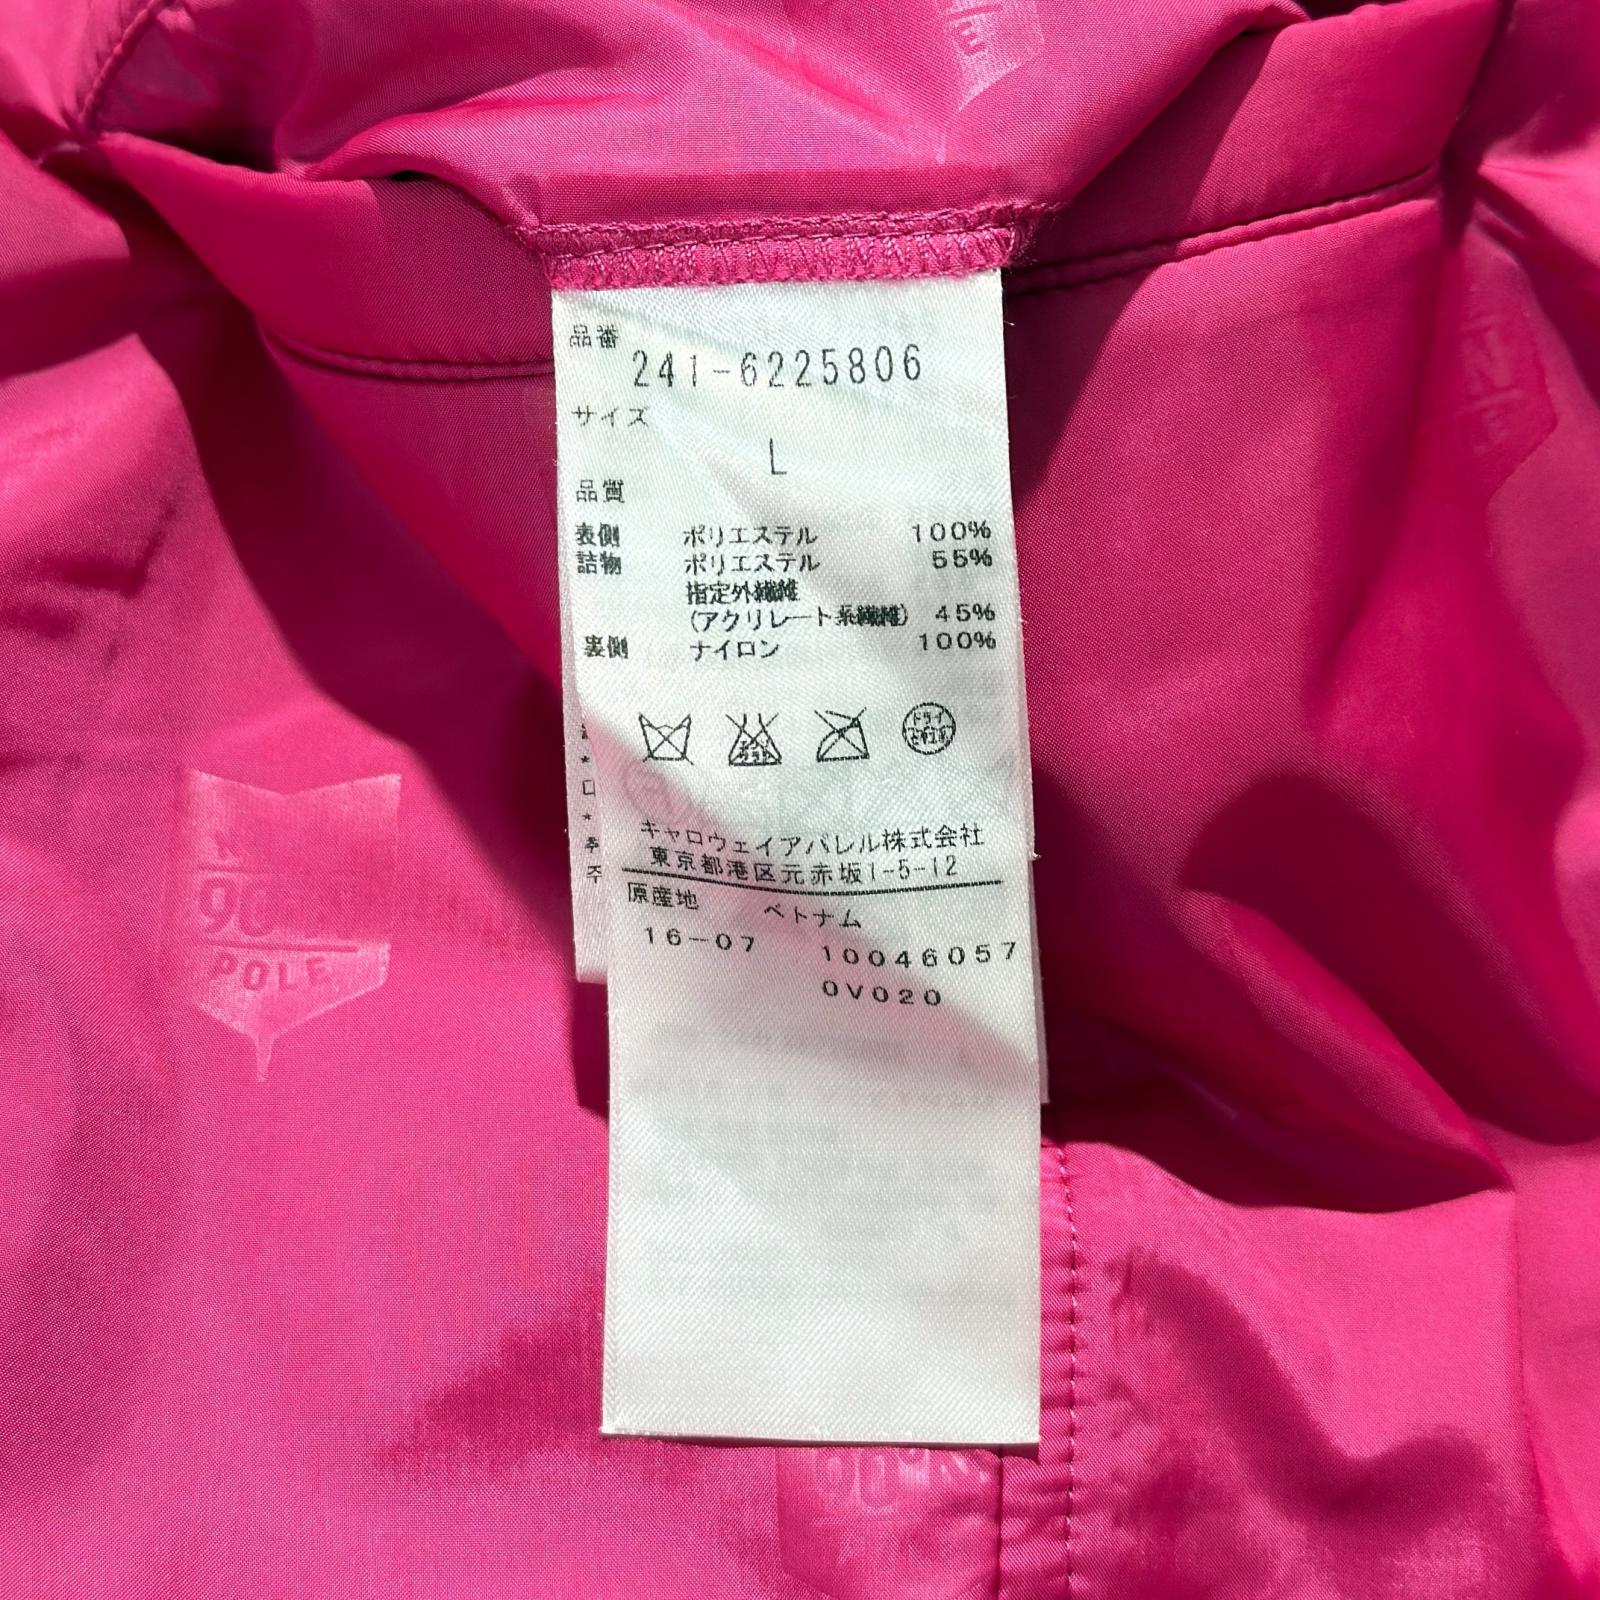 品番
241-6225806
サイズ
L
品質
表側 ポリエステル 100%
詰物 ポリエステル 55%
指定外繊維
(アクリレート系繊維) 45%
裏側 ナイロン 100%
ドライ
キャロウェイアパレル株式会社
東京都港区元赤坂1-5-12
原産地 ベトナム
16-07 10046057
0V020
90
POLE